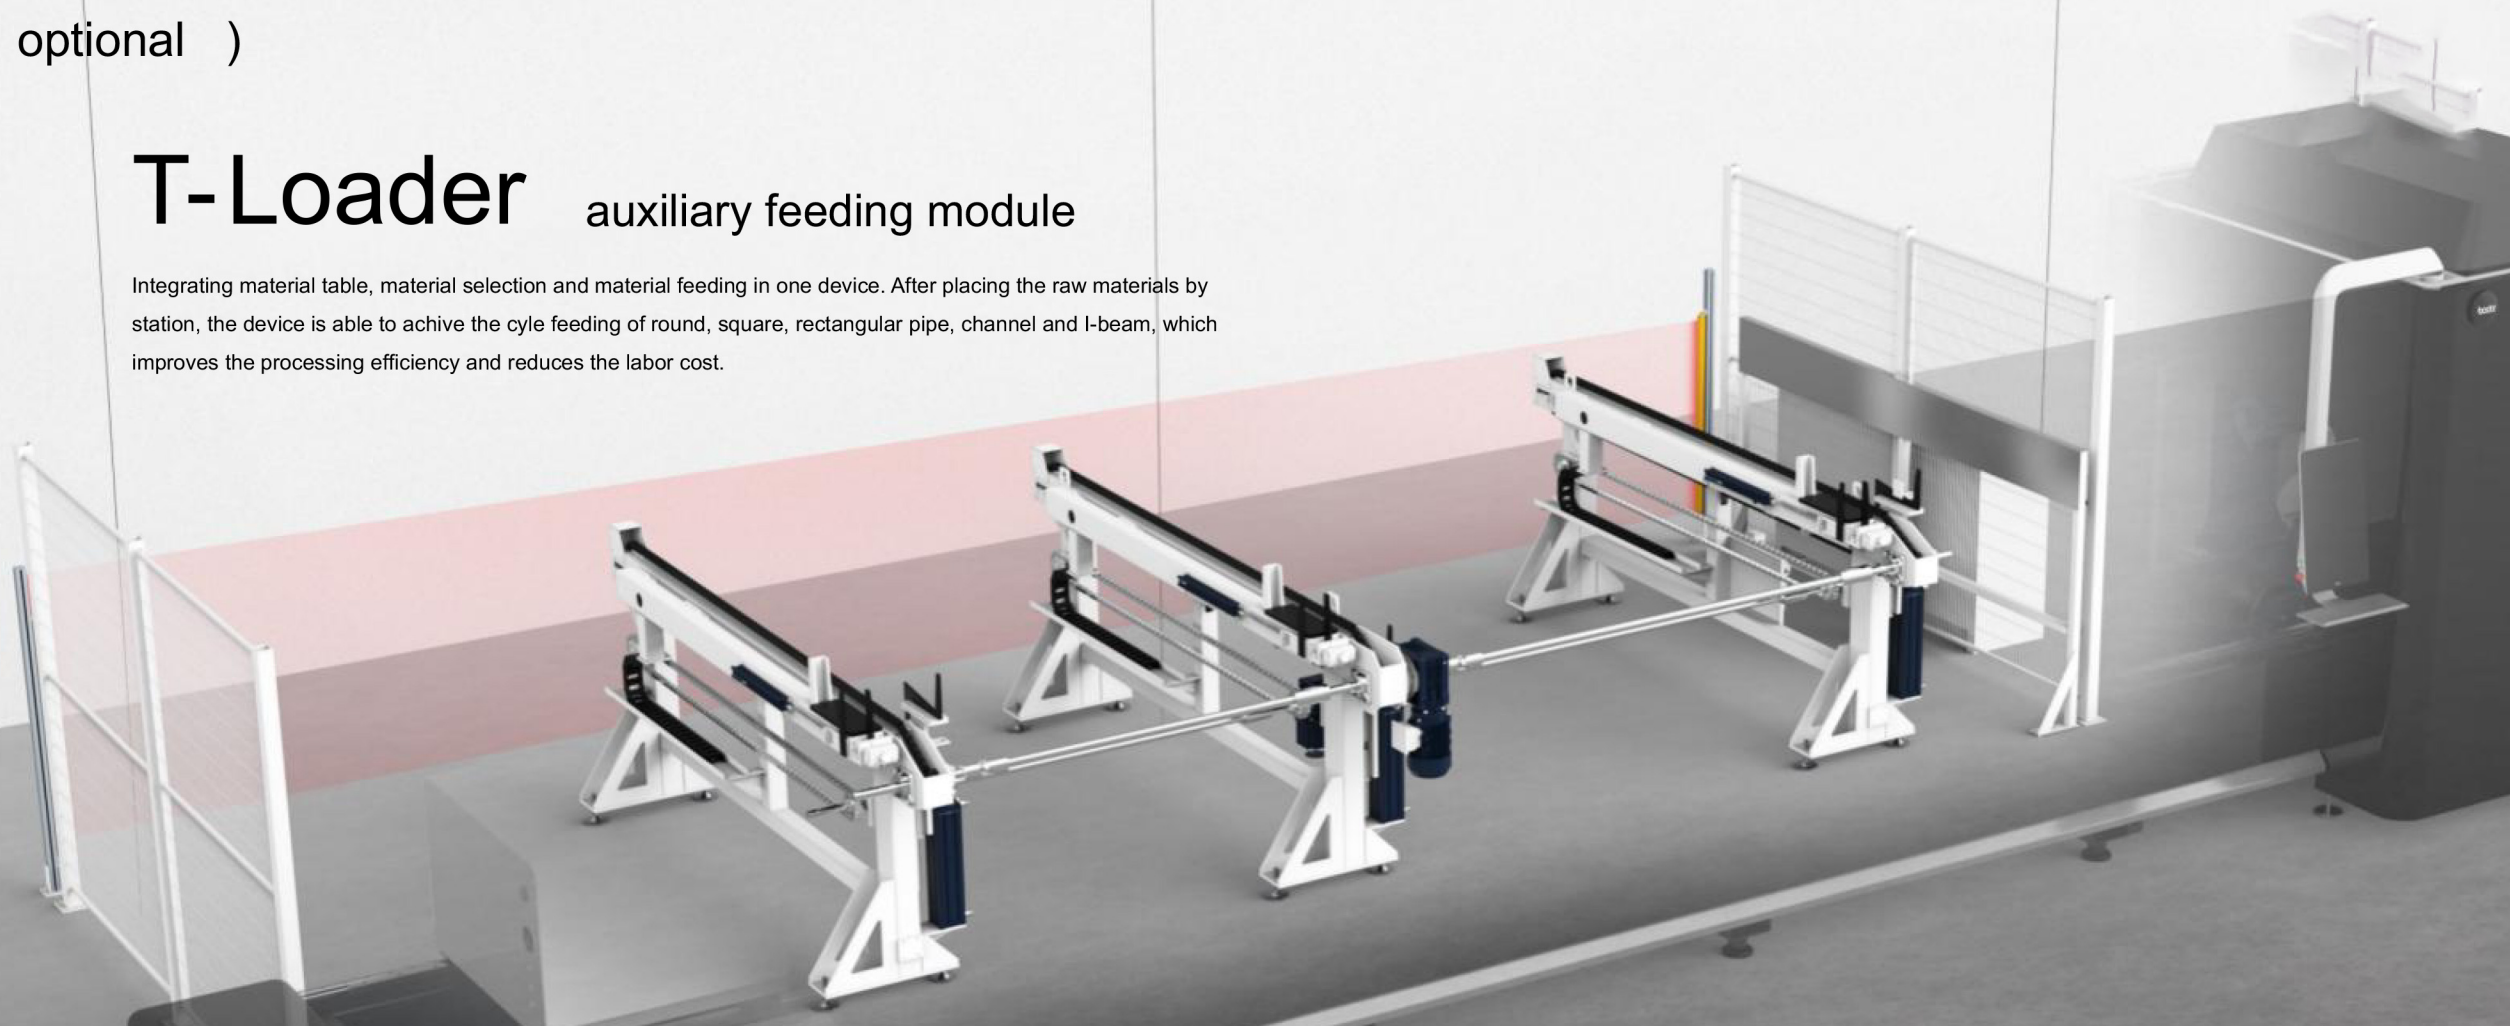 optional )
T-Loader auxiliary feeding module
Integrating material table, material selection and material feeding in one device. After placing the raw materials by
station, the device is able to achive the cyle feeding of round, square, rectangular pipe, channel and I-beam, which
improves the processing efficiency and reduces the labor cost.